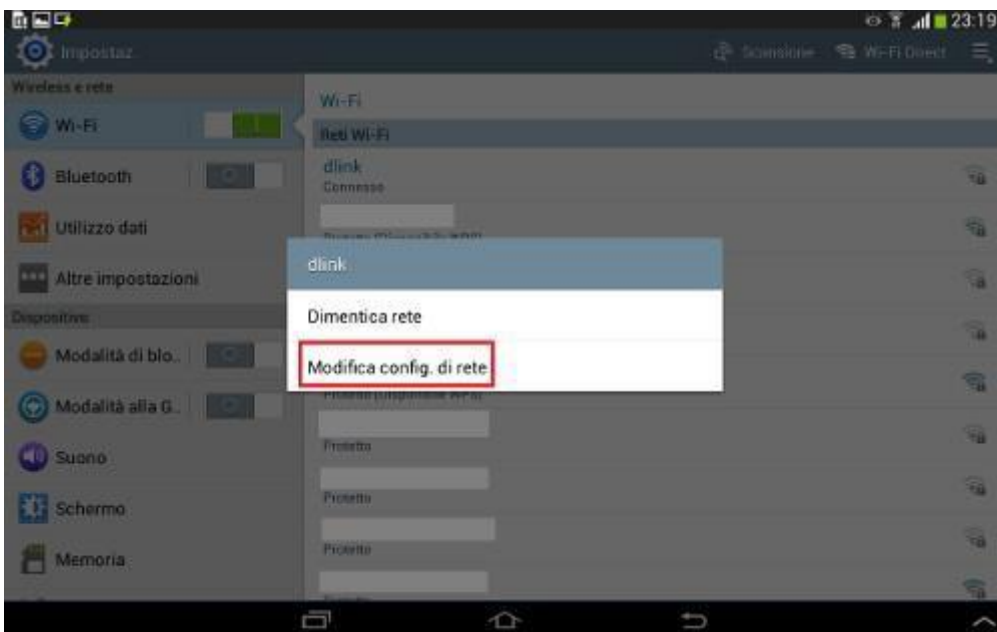 23:19
Impostaz..
Scansione
Wi-Fi Direct
Wireless e rete
Wi-Fi
Bluetooth
Utilizzo dati
Altre impostazioni
Dispositivo
Modalità di blo..
Modalità alla G..
Suono
Schermo
Memoria
Wi-Fi
Reti Wi-Fi
dlink
Connesso
dlink
Dimentica rete
Modifica config. di rete
Protetto
Protetto
Protetto